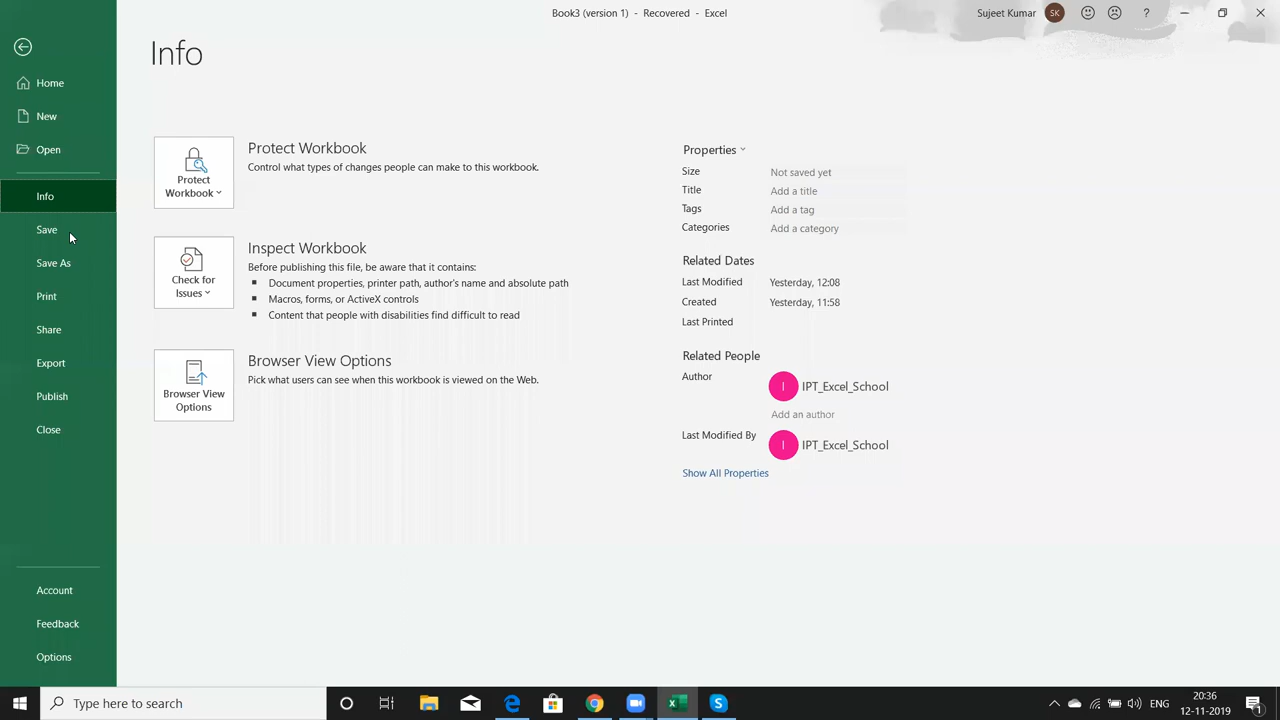 Book3 (version 1) - Recovered - Excel
Sujeet Kumar SK ?
Info
Home
New
Open
Info
Save
Save As
Print
Share
Export
Publish
Close
Account
Feedback
Options
Protect Workbook
Protect Workbook
Control what types of changes people can make to this workbook.
Check for Issues
Inspect Workbook
Before publishing this file, be aware that it contains:
Document properties, printer path, author's name and absolute path
Macros, forms, or ActiveX controls
Content that people with disabilities find difficult to read
Browser View Options
Browser View Options
Pick what users can see when this workbook is viewed on the Web.
Properties
Size Not saved yet
Title Add a title
Tags Add a tag
Categories Add a category
Related Dates
Last Modified Yesterday, 12:08
Created Yesterday, 11:58
Last Printed
Related People
Author I IPT_Excel_School
Add an author
Last Modified By I IPT_Excel_School
Show All Properties
Type here to search
ENG
20:36
12-11-2019
1